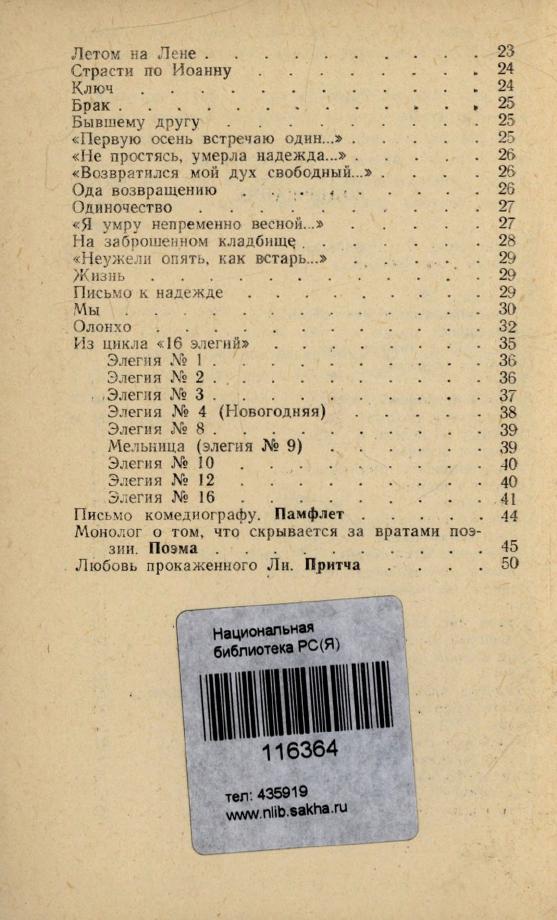 Летом на Лене . . . . . . . . . . 23
Страсти по Иоанну . . . . . . . . 24
Ключ . . . . . . . . . . . . 24
Брак . . . . . . . . . . . . 25
Бывшему другу . . . . . . . . . 25
«Первую осень встречаю один...» . . . . . 25
«Не простясь, умерла надежда...» . . . . . 26
«Возвратился мой дух свободный...» . . . . 26
Ода возвращению . . . . . . . . 26
Одиночество . . . . . . . . . . 27
«Я умру непременно весной...» . . . . . . 27
На заброшенном кладбище . . . . . . 28
«Неужели опять, как встарь...» . . . . . . 29
Жизнь . . . . . . . . . . . 29
Письмо к надежде . . . . . . . . 29
Мы . . . . . . . . . . . . 30
Олонхо . . . . . . . . . . . 32
Из цикла «16 элегий» . . . . . . . 35
Элегия № 1 . . . . . . . . . 36
Элегия № 2 . . . . . . . . . 36
Элегия № 3 . . . . . . . . . 37
Элегия № 4 (Новогодняя) . . . . . 38
Элегия № 8 . . . . . . . . . 39
Мельница (элегия № 9) . . . . . . 39
Элегия № 10 . . . . . . . . 40
Элегия № 12 . . . . . . . . 40
Элегия № 16 . . . . . . . . 41
Письмо комедиографу. Памфлет . . . . . 44
Монолог о том, что скрывается за вратами поэ-
зии. Поэма . . . . . . . . . 45
Любовь прокаженного Ли. Притча . . . . 50
Национальная
библиотека РС(Я)
116364
тел: 435919
www.nlib.sakha.ru